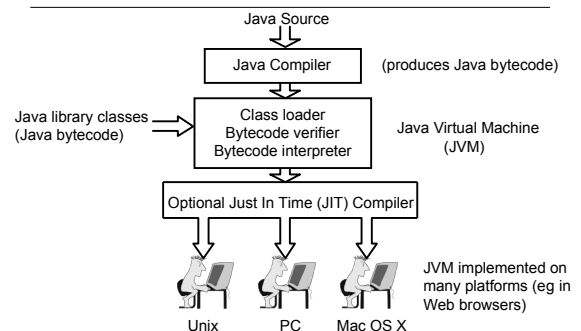 Java Source
Java Compiler
(produces Java bytecode)
Java library classes
(Java bytecode)
Class loader
Bytecode verifier
Bytecode interpreter
Java Virtual Machine
(JVM)
Optional Just In Time (JIT) Compiler
JVM implemented on
many platforms (eg in
Web browsers)
Unix
PC
Mac OS X